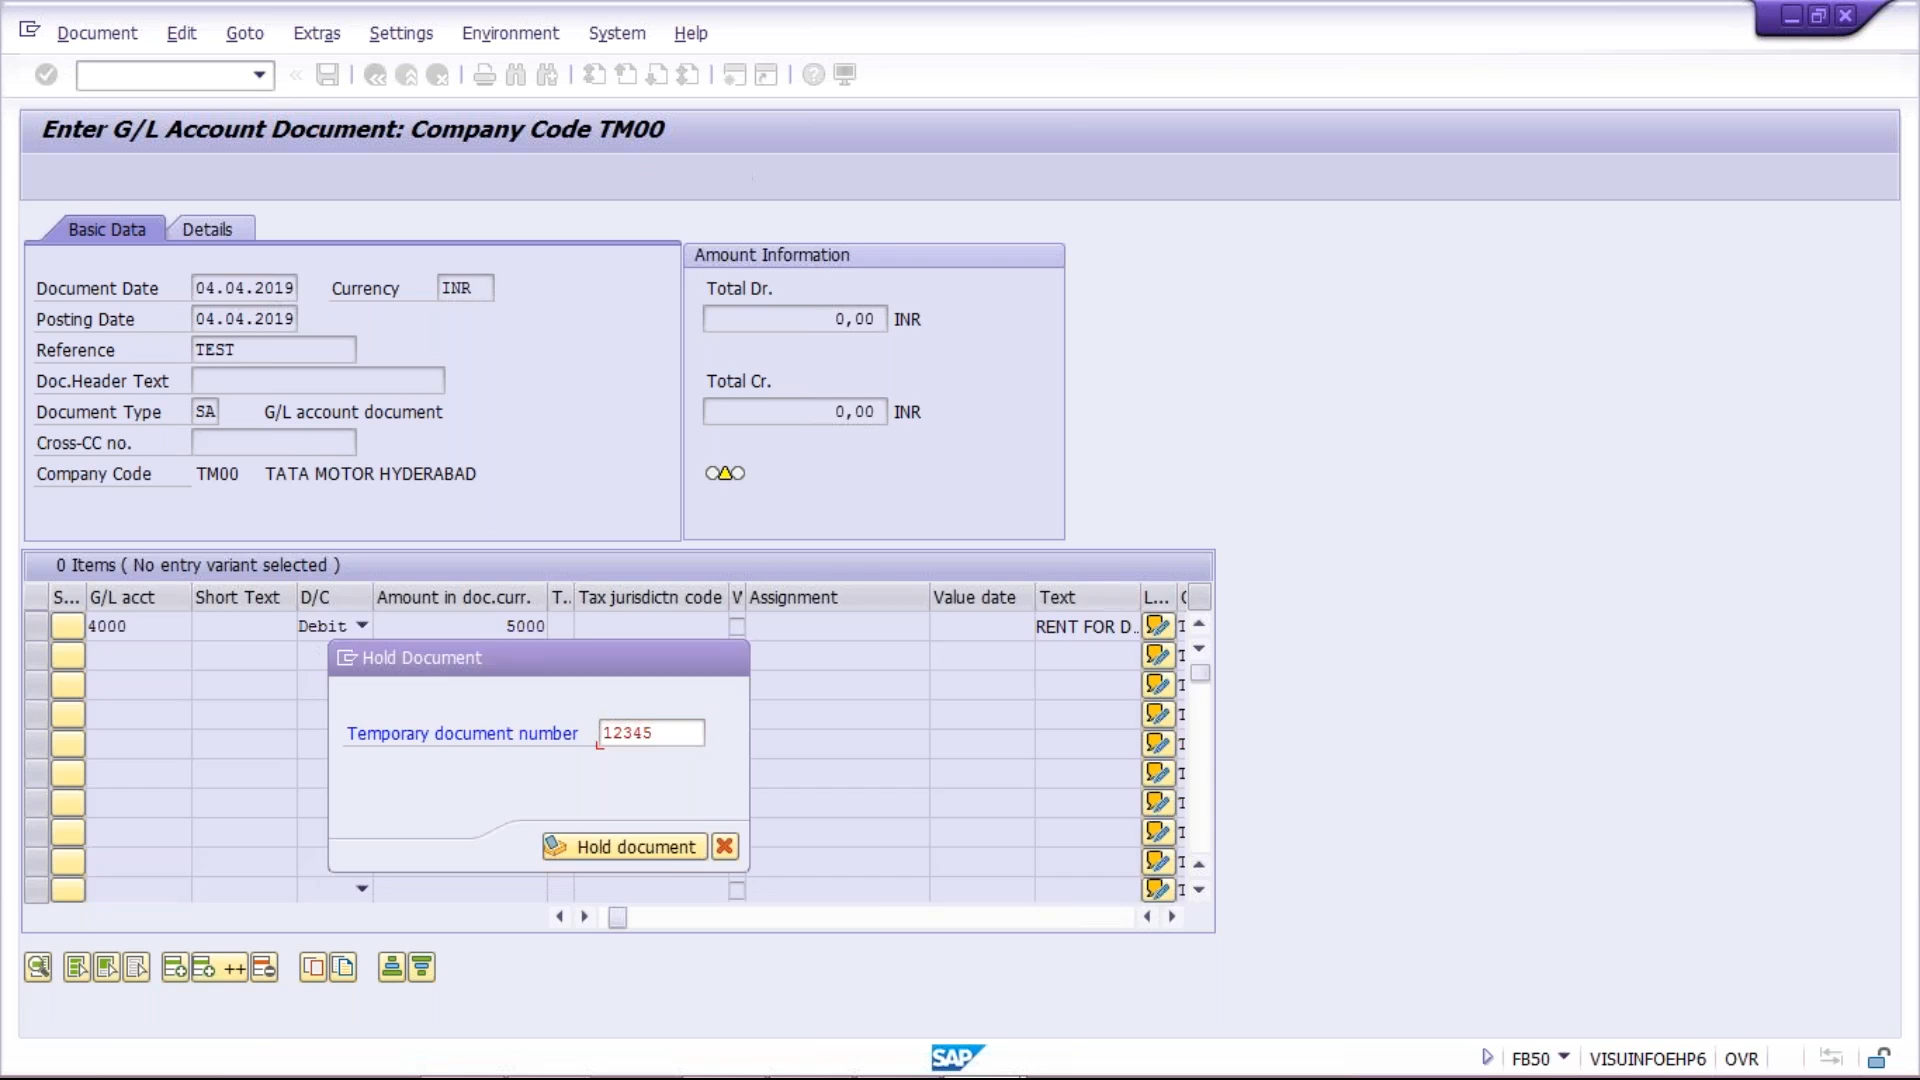 Document Edit Goto Extras Settings Environment System Help
Enter G/L Account Document: Company Code TM00
Basic Data Details
Document Date 04.04.2019 Currency INR
Posting Date 04.04.2019
Reference TEST
Doc.Header Text
Document Type SA G/L account document
Cross-CC no.
Company Code TM00 TATA MOTOR HYDERABAD
Amount Information
Total Dr.
0,00 INR
Total Cr.
0,00 INR
0 Items ( No entry variant selected )
S... G/L acct Short Text D/C Amount in doc.curr. T.. Tax jurisdictn code V Assignment Value date Text L...
4000 Debit 5000 RENT FOR D..
Hold Document
Temporary document number 12345
Hold document
++
SAP
FB50 VISUINFOEHP6 OVR